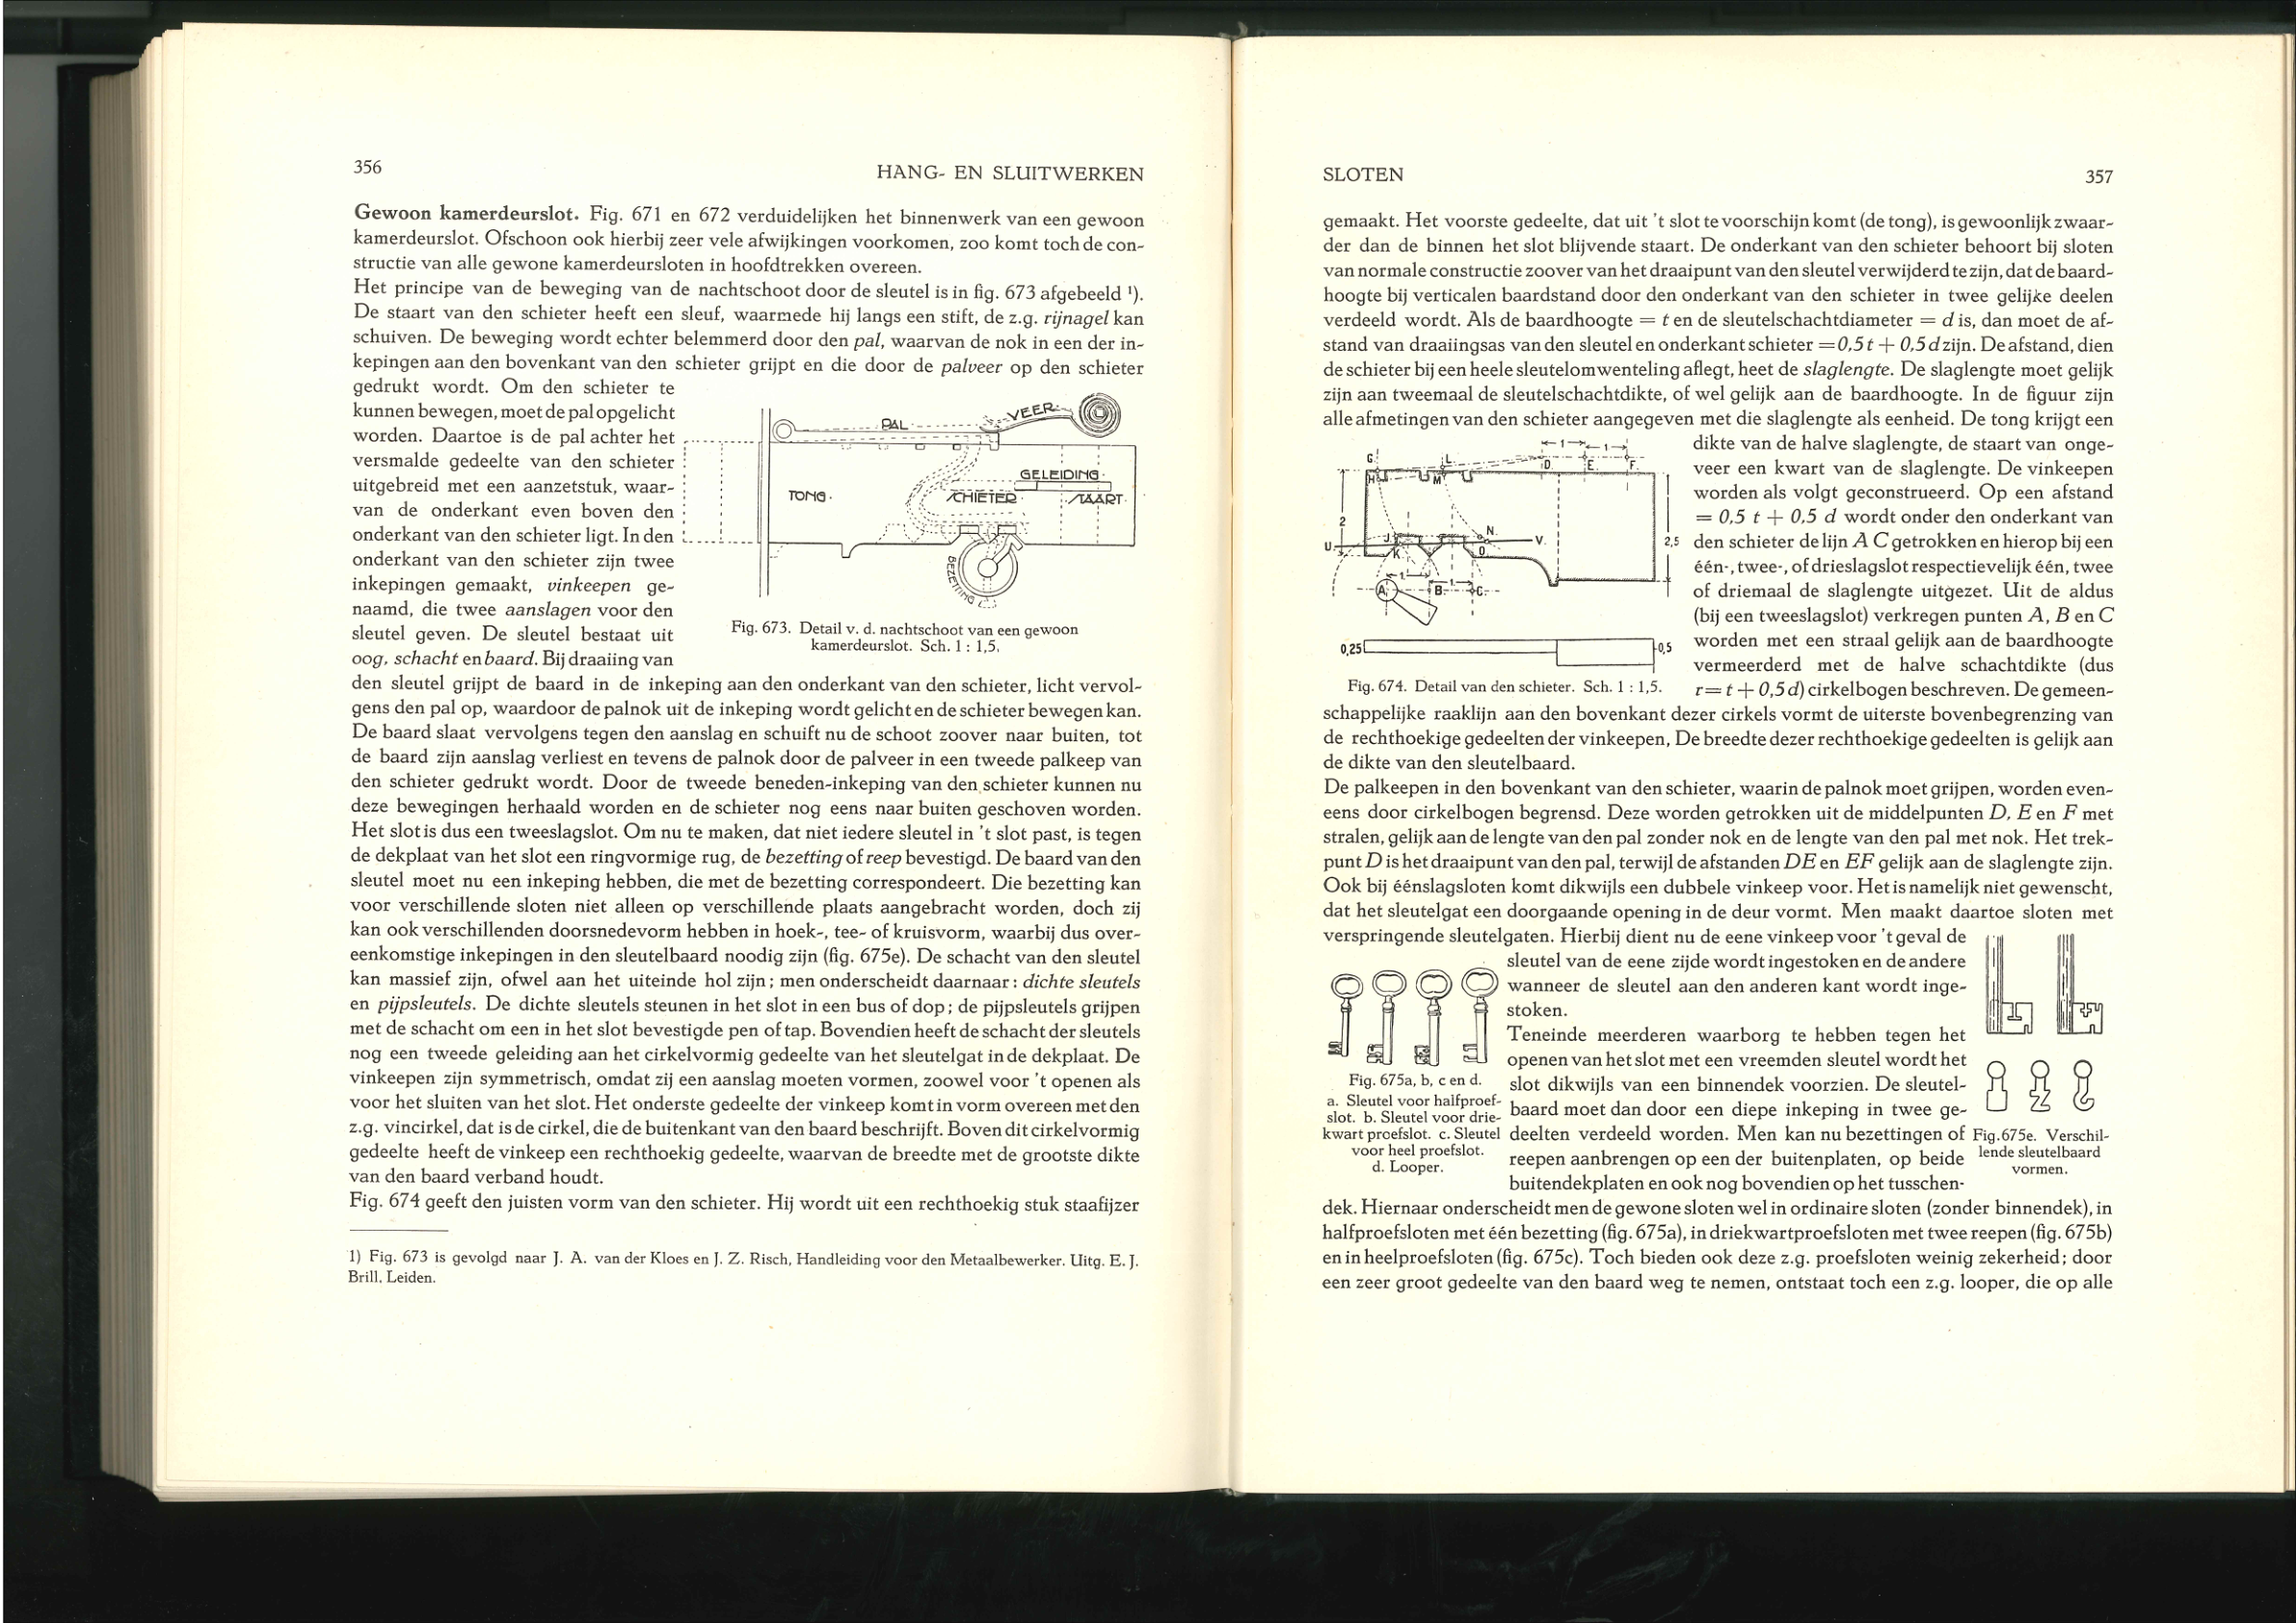 356
HANG- EN SLUITWERKEN
Gewoon kamerdeurslot. Fig. 671 en 672 verduidelijken het binnenwerk van een gewoon
kamerdeurslot. Ofschoon ook hierbij zeer vele afwijkingen voorkomen, zoo komt toch de con-
structie van alle gewone kamerdeursloten in hoofdtrekken overeen.
Het principe van de beweging van de nachtschoot door de sleutel is in fig. 673 afgebeeld ¹).
De staart van den schieter heeft een sleuf, waarmede hij langs een stift, de z.g. rijnagel kan
schuiven. De beweging wordt echter belemmerd door den pal, waarvan de nok in een der in-
kepingen aan den bovenkant van den schieter grijpt en die door de palveer op den schieter
gedrukt wordt. Om den schieter te
kunnen bewegen, moet de pal opgelicht
worden. Daartoe is de pal achter het
versmalde gedeelte van den schieter
uitgebreid met een aanzetstuk, waar-
van de onderkant even boven den
onderkant van den schieter ligt. In den
onderkant van den schieter zijn twee
inkepingen gemaakt, vinkeepen ge-
naamd, die twee aanslagen voor den
sleutel geven. De sleutel bestaat uit
oog, schacht en baard. Bij draaiing van
PAL
VEER
TONG
SCHIETER
GELEIDING
STAART
BEZETTING
Fig. 673. Detail v. d. nachtschoot van een gewoon
kamerdeurslot. Sch. 1 : 1,5.
den sleutel grijpt de baard in de inkeping aan den onderkant van den schieter, licht vervol-
gens den pal op, waardoor de palnok uit de inkeping wordt gelicht en de schieter bewegen kan.
De baard slaat vervolgens tegen den aanslag en schuift nu de schoot zoover naar buiten, tot
de baard zijn aanslag verliest en tevens de palnok door de palveer in een tweede palkeep van
den schieter gedrukt wordt. Door de tweede beneden-inkeping van den schieter kunnen nu
deze bewegingen herhaald worden en de schieter nog eens naar buiten geschoven worden.
Het slot is dus een tweeslagslot. Om nu te maken, dat niet iedere sleutel in 't slot past, is tegen
de dekplaat van het slot een ringvormige rug, de bezetting of reep bevestigd. De baard van den
sleutel moet nu een inkeping hebben, die met de bezetting correspondeert. Die bezetting kan
voor verschillende sloten niet alleen op verschillende plaats aangebracht worden, doch zij
kan ook verschillenden doorsnedevorm hebben in hoek-, tee- of kruisvorm, waarbij dus over-
eenkomstige inkepingen in den sleutelbaard noodig zijn (fig. 675e). De schacht van den sleutel
kan massief zijn, ofwel aan het uiteinde hol zijn; men onderscheidt daarnaar: dichte sleutels
en pijpsleutels. De dichte sleutels steunen in het slot in een bus of dop; de pijpsleutels grijpen
met de schacht om een in het slot bevestigde pen of tap. Bovendien heeft de schacht der sleutels
nog een tweede geleiding aan het cirkelvormig gedeelte van het sleutelgat in de dekplaat. De
vinkeepen zijn symmetrisch, omdat zij een aanslag moeten vormen, zoowel voor 't openen als
voor het sluiten van het slot. Het onderste gedeelte der vinkeep komt in vorm overeen met den
z.g. vincirkel, dat is de cirkel, die de buitenkant van den baard beschrijft. Boven dit cirkelvormig
gedeelte heeft de vinkeep een rechthoekig gedeelte, waarvan de breedte met de grootste dikte
van den baard verband houdt.
Fig. 674 geeft den juisten vorm van den schieter. Hij wordt uit een rechthoekig stuk staafijzer
1) Fig. 673 is gevolgd naar J. A. van der Kloes en J. Z. Risch, Handleiding voor den Metaalbewerker. Uitg. E. J.
Brill, Leiden.
SLOTEN
357
gemaakt. Het voorste gedeelte, dat uit 't slot te voorschijn komt (de tong), is gewoonlijk zwaar-
der dan de binnen het slot blijvende staart. De onderkant van den schieter behoort bij sloten
van normale constructie zoover van het draaipunt van den sleutel verwijderd te zijn, dat de baard-
hoogte bij verticalen baardstand door den onderkant van den schieter in twee gelijke deelen
verdeeld wordt. Als de baardhoogte = t en de sleutelschachtdiameter = d is, dan moet de af-
stand van draaiingsas van den sleutel en onderkant schieter = 0,5 t + 0,5 d zijn. De afstand, dien
de schieter bij een heele sleutelomwenteling aflegt, heet de slaglengte. De slaglengte moet gelijk
zijn aan tweemaal de sleutelschachtdikte, of wel gelijk aan de baardhoogte. In de figuur zijn
alle afmetingen van den schieter aangegeven met die slaglengte als eenheid. De tong krijgt een
dikte van de halve slaglengte, de staart van onge-
veer een kwart van de slaglengte. De vinkeepen
worden als volgt geconstrueerd. Op een afstand
= 0,5 t + 0,5 d wordt onder den onderkant van
den schieter de lijn A C getrokken en hierop bij een
één-, twee-, of drieslagslot respectievelijk één, twee
of driemaal de slaglengte uitgezet. Uit de aldus
(bij een tweeslagslot) verkregen punten A, B en C
worden met een straal gelijk aan de baardhoogte
vermeerderd met de halve schachtdikte (dus
r = t + 0,5 d) cirkelbogen beschreven. De gemeen-
G L D E F
H M
1 1
2
2,5
U J K N O V
1 1
A B C
0,25
0,5
Fig. 674. Detail van den schieter. Sch. 1 : 1,5.
schappelijke raaklijn aan den bovenkant dezer cirkels vormt de uiterste bovenbegrenzing van
de rechthoekige gedeelten der vinkeepen, De breedte dezer rechthoekige gedeelten is gelijk aan
de dikte van den sleutelbaard.
De palkeepen in den bovenkant van den schieter, waarin de palnok moet grijpen, worden even-
eens door cirkelbogen begrensd. Deze worden getrokken uit de middelpunten D, E en F met
stralen, gelijk aan de lengte van den pal zonder nok en de lengte van den pal met nok. Het trek-
punt D is het draaipunt van den pal, terwijl de afstanden DE en EF gelijk aan de slaglengte zijn.
Ook bij éénslagsloten komt dikwijls een dubbele vinkeep voor. Het is namelijk niet gewenscht,
dat het sleutelgat een doorgaande opening in de deur vormt. Men maakt daartoe sloten met
verspringende sleutelgaten. Hierbij dient nu de eene vinkeep voor 't geval de
sleutel van de eene zijde wordt ingestoken en de andere
wanneer de sleutel aan den anderen kant wordt inge-
stoken.
Teneinde meerderen waarborg te hebben tegen het
openen van het slot met een vreemden sleutel wordt het
slot dikwijls van een binnendek voorzien. De sleutel-
baard moet dan door een diepe inkeping in twee ge-
deelten verdeeld worden. Men kan nu bezettingen of
reepen aanbrengen op een der buitenplaten, op beide
buitendekplaten en ook nog bovendien op het tusschen-
Fig. 675a, b, c en d.
a. Sleutel voor halfproef-
slot. b. Sleutel voor drie-
kwart proefslot. c. Sleutel
voor heel proefslot.
d. Looper.
Fig. 675e. Verschil-
lende sleutelbaard
vormen.
dek. Hiernaar onderscheidt men de gewone sloten wel in ordinaire sloten (zonder binnendek), in
halfproefsloten met één bezetting (fig. 675a), in driekwartproefsloten met twee reepen (fig. 675b)
en in heelproefsloten (fig. 675c). Toch bieden ook deze z.g. proefsloten weinig zekerheid; door
een zeer groot gedeelte van den baard weg te nemen, ontstaat toch een z.g. looper, die op alle